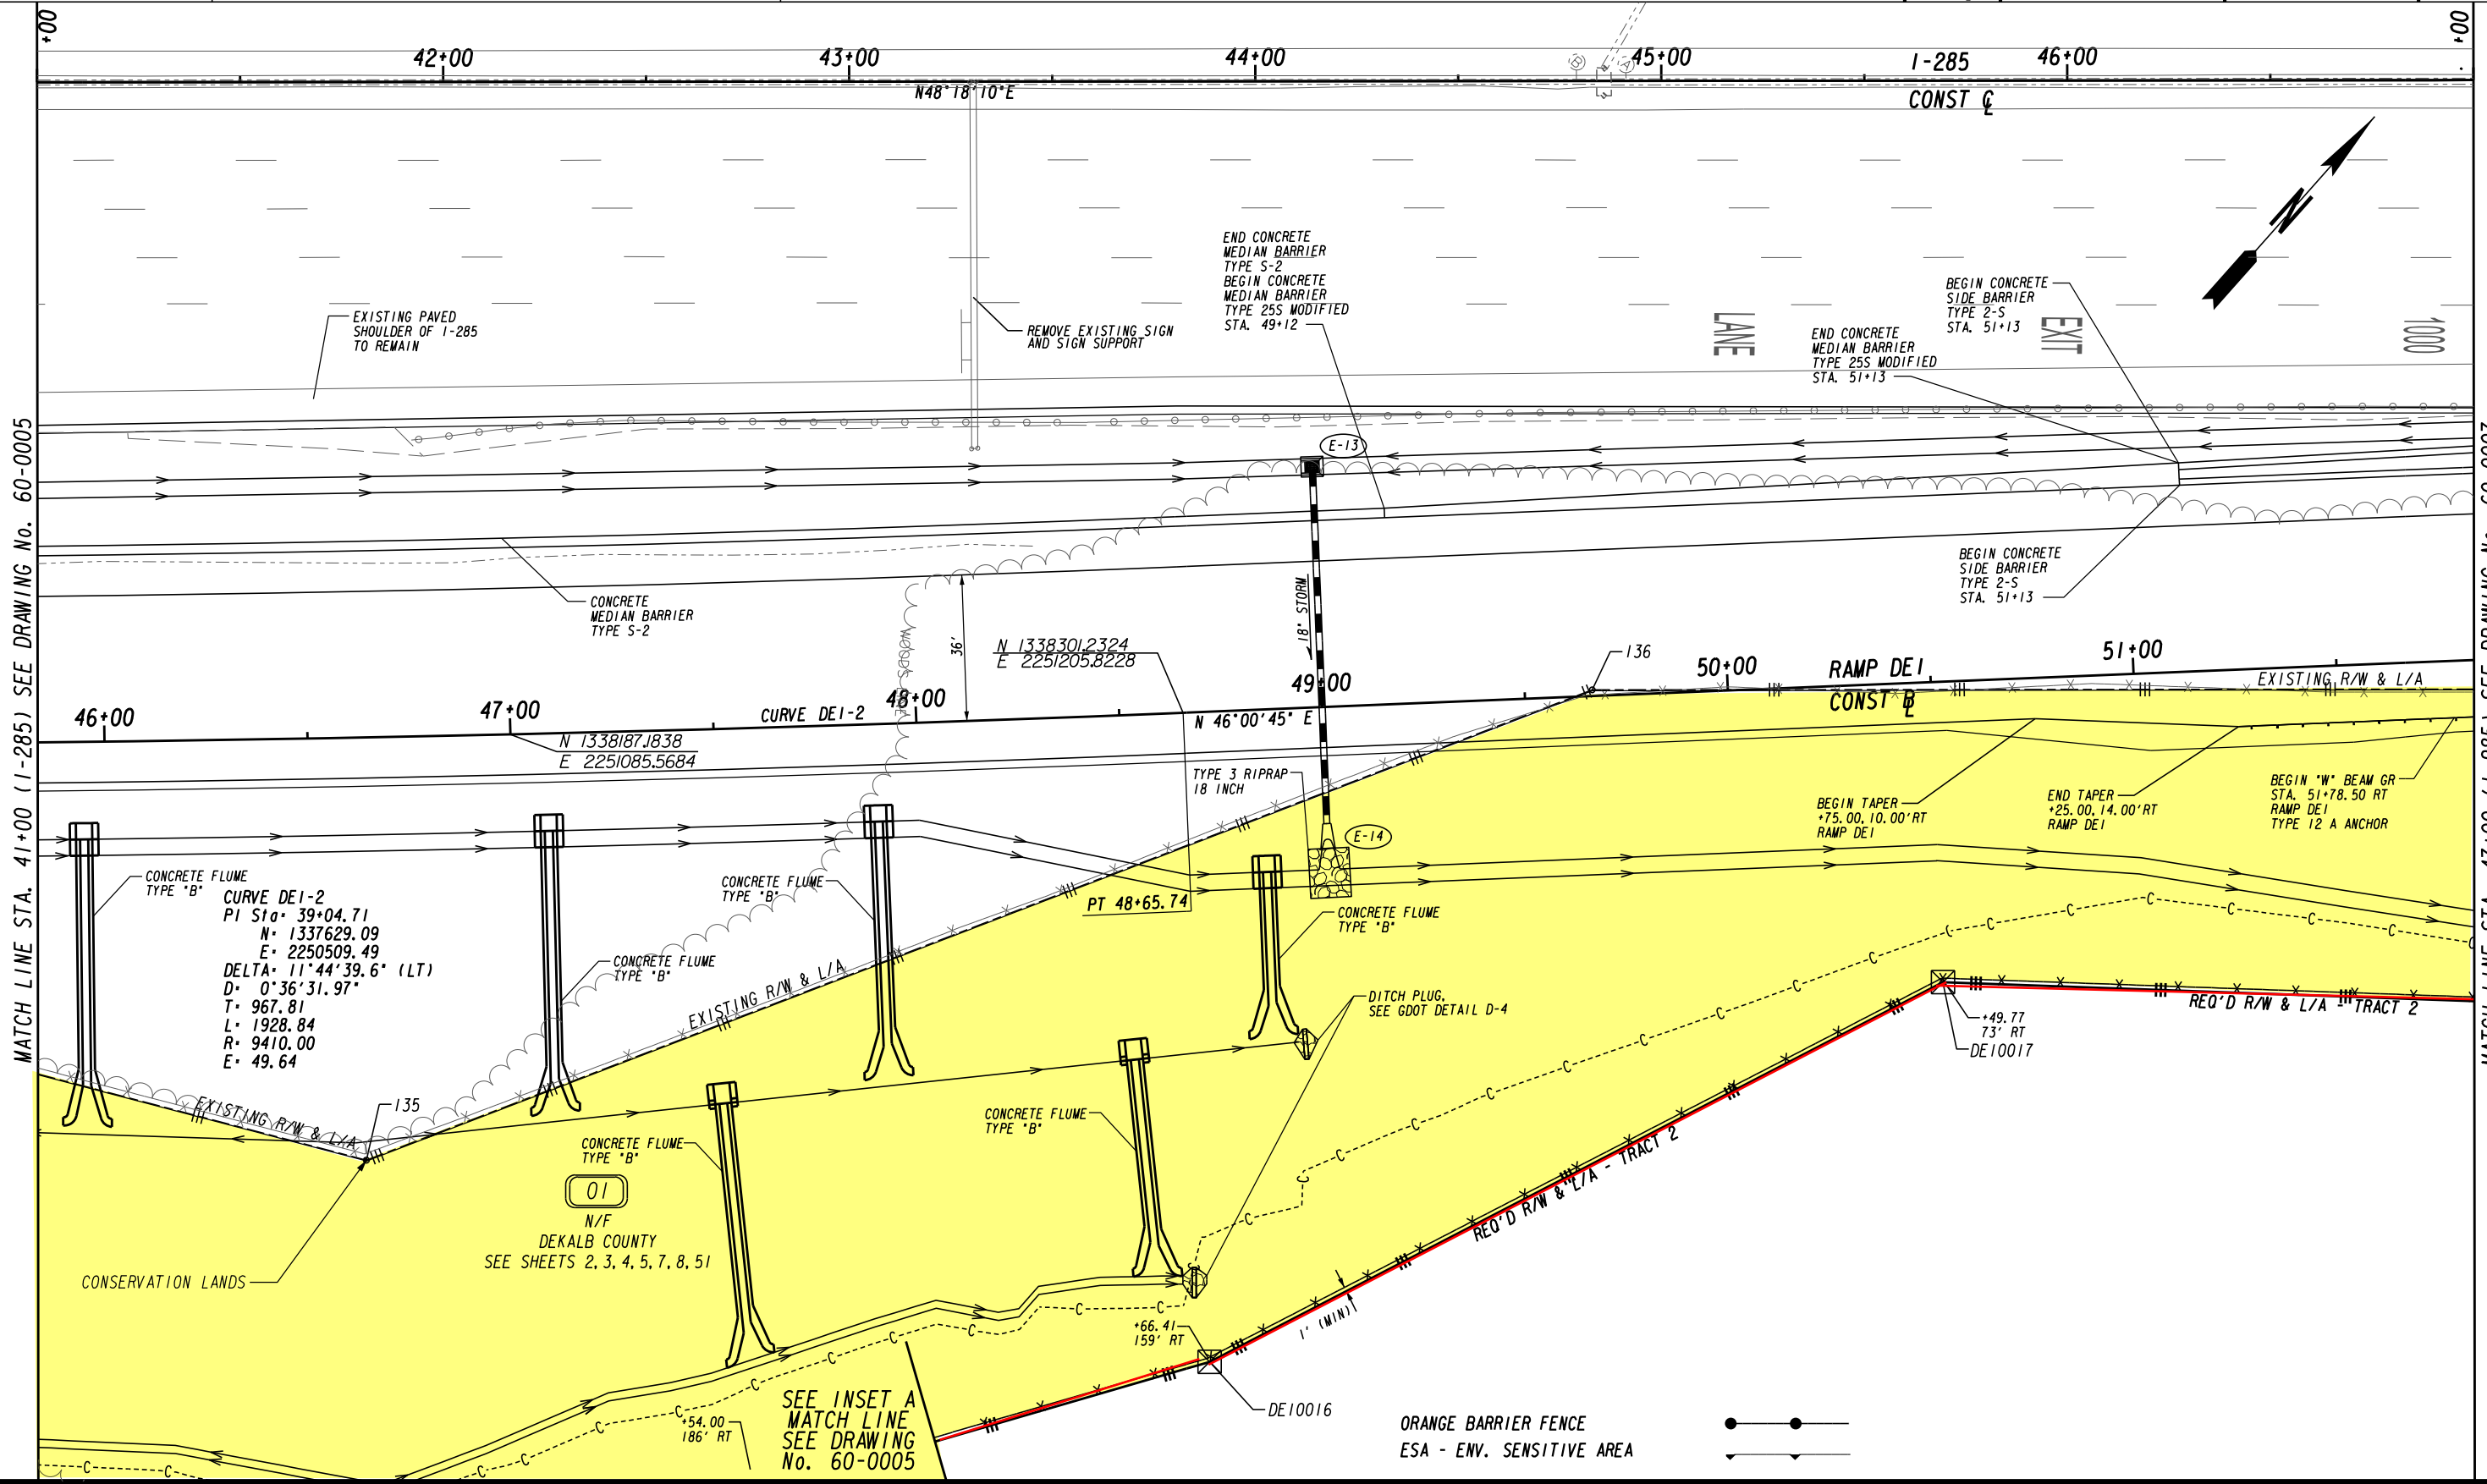 +00
42+00
43+00
44+00
45+00
I-285
46+00
+00
N48°18'10"E
CONST ℄
N
END CONCRETE
MEDIAN BARRIER
TYPE S-2
BEGIN CONCRETE
MEDIAN BARRIER
TYPE 25S MODIFIED
STA. 49+12
BEGIN CONCRETE
SIDE BARRIER
TYPE 2-S
STA. 51+13
EXISTING PAVED
SHOULDER OF I-285
TO REMAIN
REMOVE EXISTING SIGN
AND SIGN SUPPORT
LANE
EXIT
1000
END CONCRETE
MEDIAN BARRIER
TYPE 25S MODIFIED
STA. 51+13
E-13
MATCH LINE STA. 41+00 (I-285) SEE DRAWING No. 60-0005
BEGIN CONCRETE
SIDE BARRIER
TYPE 2-S
STA. 51+13
CONCRETE
MEDIAN BARRIER
TYPE S-2
18" STORM
WOODS
36'
N 1338301.2324
E 2251205.8228
136
46+00
47+00
CURVE DE1-2
48+00
49+00
50+00
RAMP DE1
51+00
CONST B̲L
EXISTING R/W & L/A
N 46°00'45" E
N 1338187.1838
E 2251085.5684
TYPE 3 RIPRAP
18 INCH
BEGIN TAPER
+75.00, 10.00'RT
RAMP DE1
END TAPER
+25.00, 14.00'RT
RAMP DE1
BEGIN "W" BEAM GR
STA. 51+78.50 RT
RAMP DE1
TYPE 12 A ANCHOR
E-14
CONCRETE FLUME
TYPE "B"
CURVE DE1-2
PI Sta= 39+04.71
N= 1337629.09
E= 2250509.49
DELTA= 11°44'39.6" (LT)
D= 0°36'31.97"
T= 967.81
L= 1928.84
R= 9410.00
E= 49.64
CONCRETE FLUME
TYPE "B"
PT 48+65.74
CONCRETE FLUME
TYPE "B"
CONCRETE FLUME
TYPE "B"
EXISTING R/W & L/A
DITCH PLUG,
SEE GDOT DETAIL D-4
REQ'D R/W & L/A - TRACT 2
+49.77
73' RT
DE10017
EXISTING R/W & L/A
135
CONCRETE FLUME
TYPE "B"
CONCRETE FLUME
TYPE "B"
01
N/F
DEKALB COUNTY
SEE SHEETS 2, 3, 4, 5, 7, 8, 51
CONSERVATION LANDS
REQ'D R/W & L/A - TRACT 2
1' (MIN)
+66.41
159' RT
DE10016
+54.00
186' RT
SEE INSET A
MATCH LINE
SEE DRAWING
No. 60-0005
ORANGE BARRIER FENCE
ESA - ENV. SENSITIVE AREA